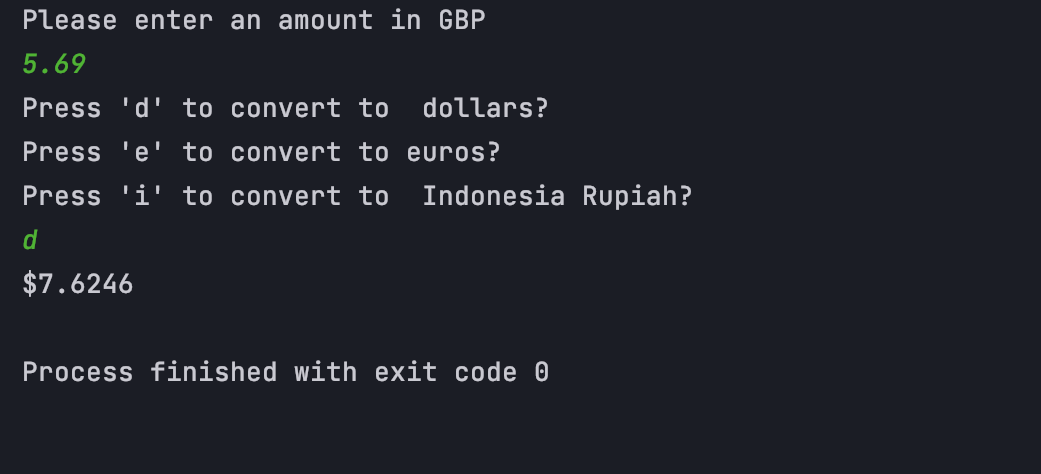 Please enter an amount in GBP
5.69
Press 'd' to convert to  dollars?
Press 'e' to convert to euros?
Press 'i' to convert to  Indonesia Rupiah?
d
$7.6246
Process finished with exit code 0